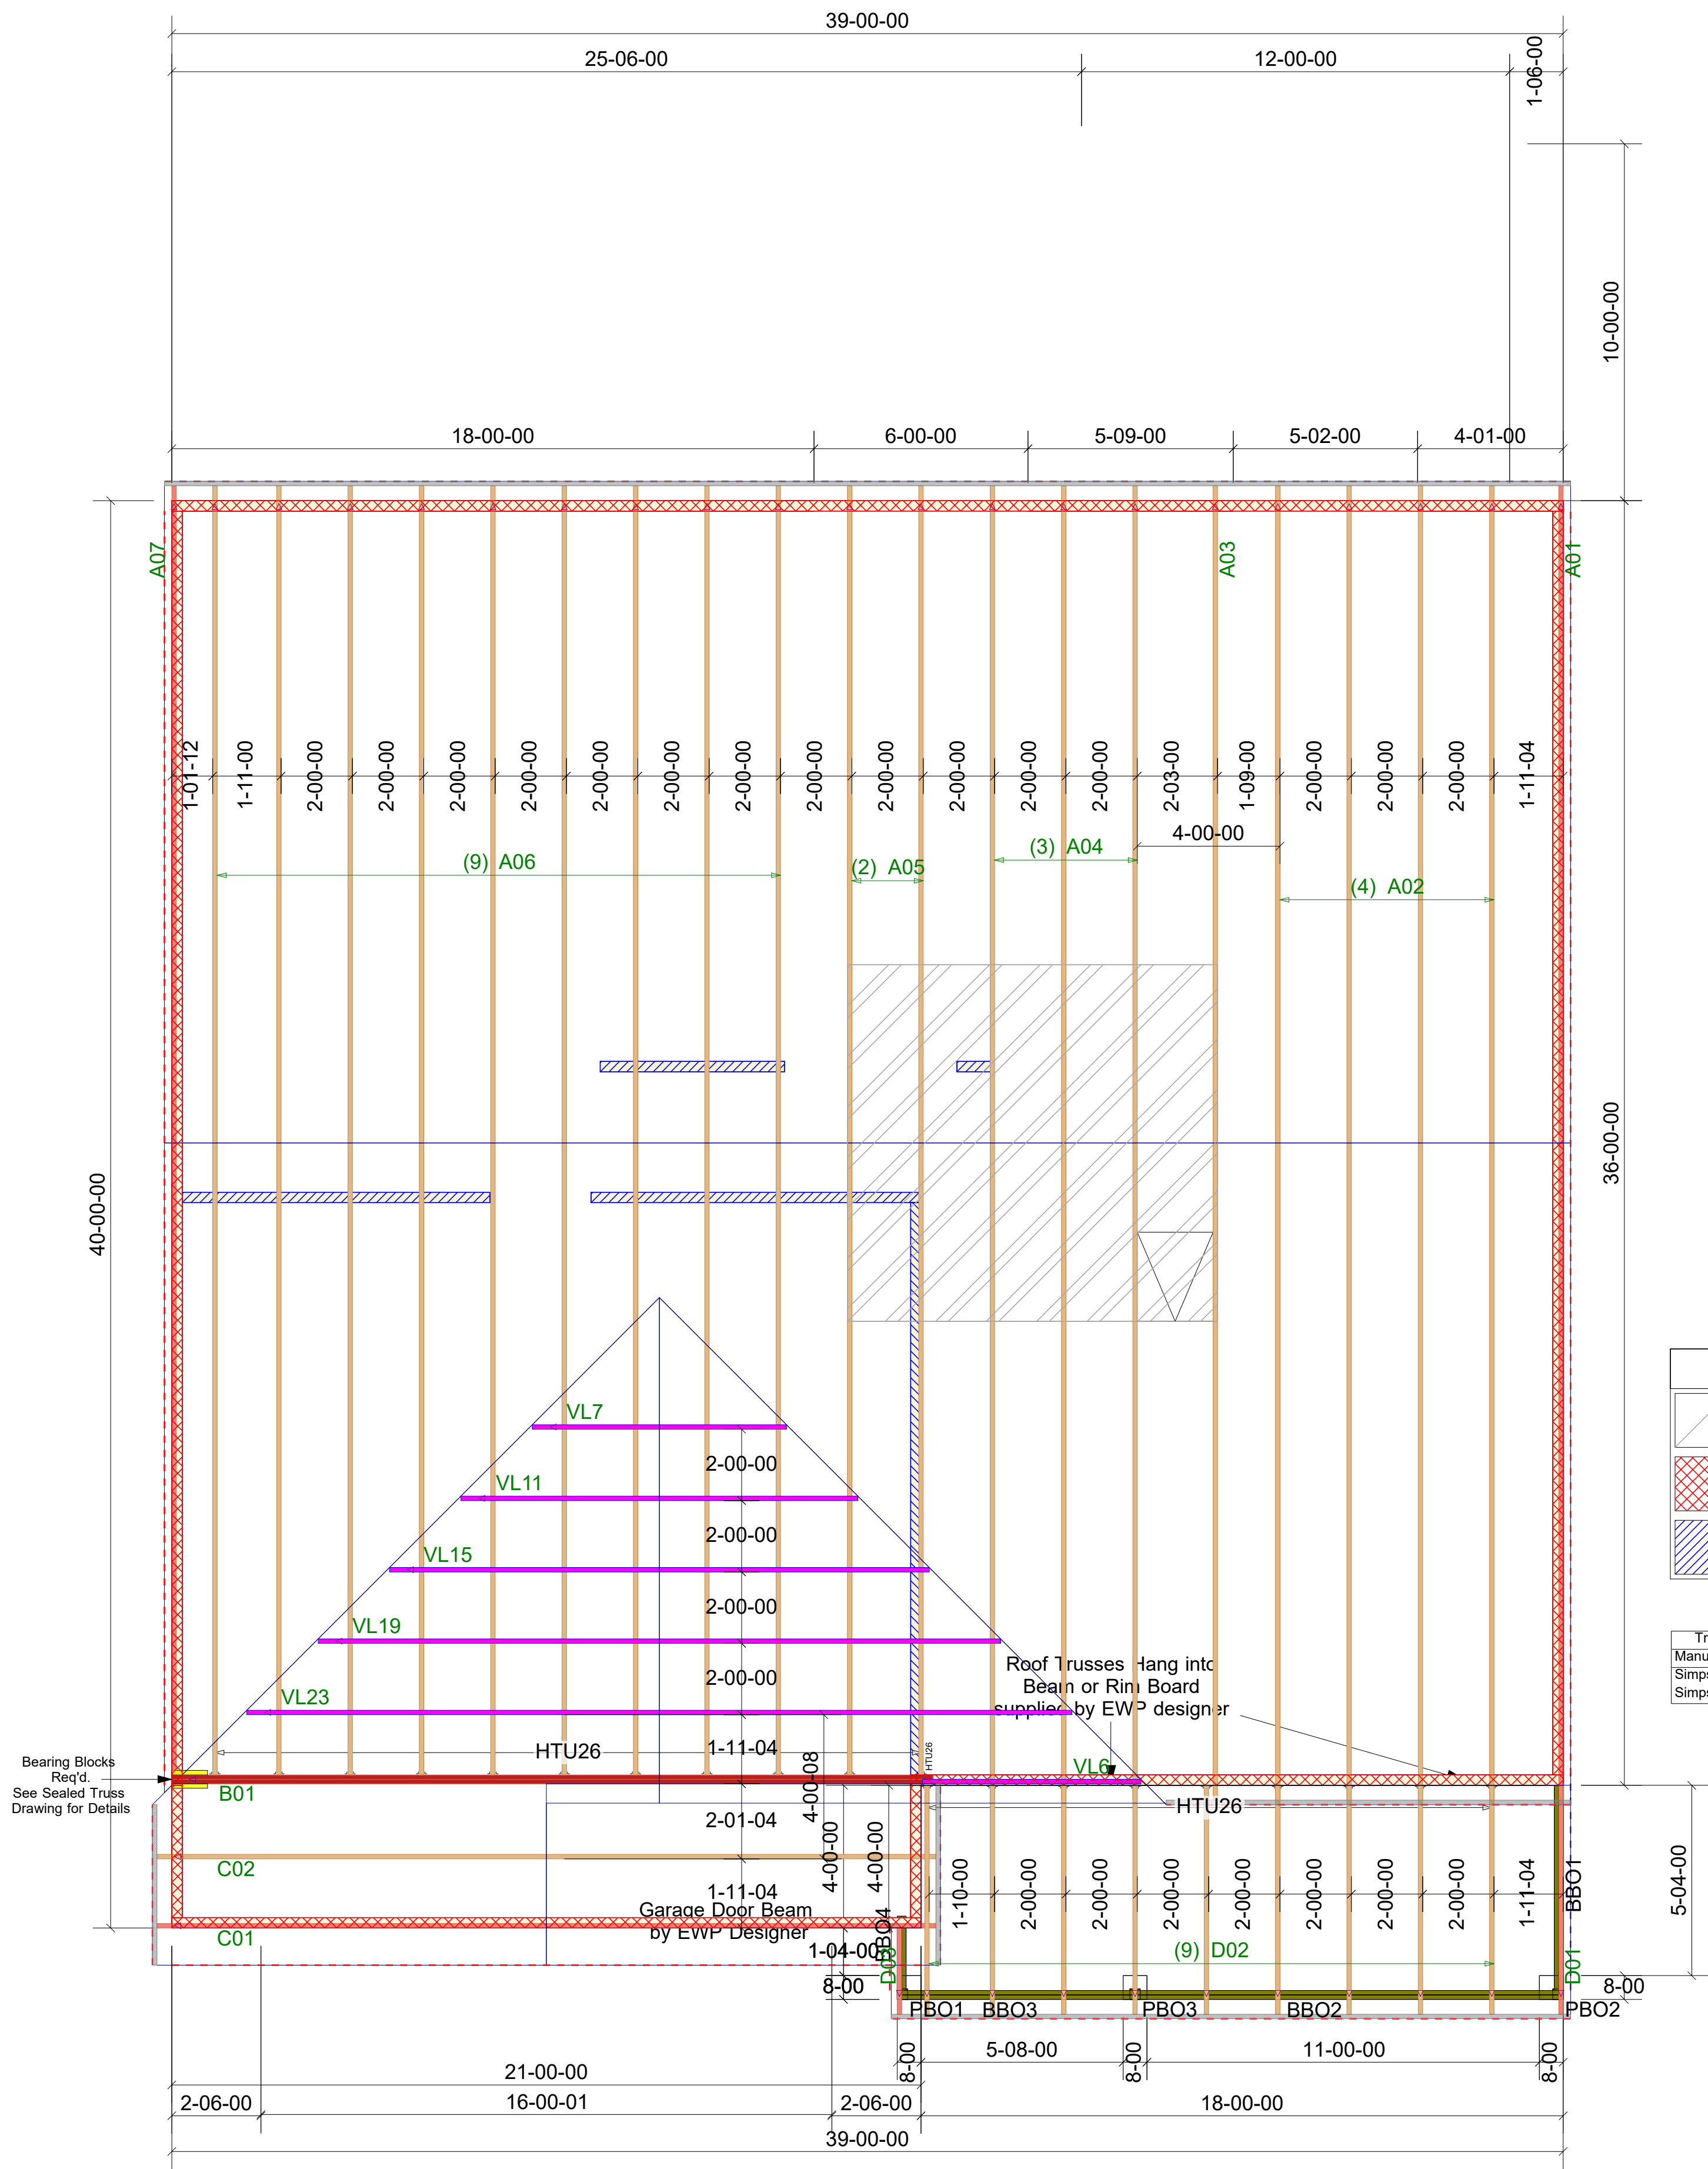 39-00-00
25-06-00
12-00-00
1-06-00
10-00-00
18-00-00
6-00-00
5-09-00
5-02-00
4-01-00
A07
A03
A01
1-01-12
1-11-00
2-00-00
2-00-00
2-00-00
2-00-00
2-00-00
2-00-00
2-00-00
2-00-00
2-00-00
2-00-00
2-00-00
2-00-00
2-03-00
1-09-00
2-00-00
2-00-00
2-00-00
1-11-04
4-00-00
(9) A06
(2) A05
(3) A04
(4) A02
40-00-00
36-00-00
VL7
2-00-00
VL11
2-00-00
VL15
2-00-00
VL19
2-00-00
VL23
Roof Trusses Hang into
Beam or Rim Board
supplied by EWP designer
Tr
Manu
Simps
Simps
1-11-04
HTU26
HTU26
4-00-08
VL6
Bearing Blocks
Req'd.
See Sealed Truss
Drawing for Details
B01
HTU26
2-01-04
C02
4-00-00
4-00-00
1-11-04
Garage Door Beam
by EWP Designer
C01
1-04-00
BBO4
D03
8-00
1-10-00
2-00-00
2-00-00
2-00-00
2-00-00
2-00-00
2-00-00
2-00-00
1-11-04
BBO1
5-04-00
(9) D02
D01
8-00
PBO1
BBO3
PBO3
BBO2
PBO2
8-00
5-08-00
8-00
11-00-00
8-00
21-00-00
2-06-00
16-00-01
2-06-00
18-00-00
39-00-00